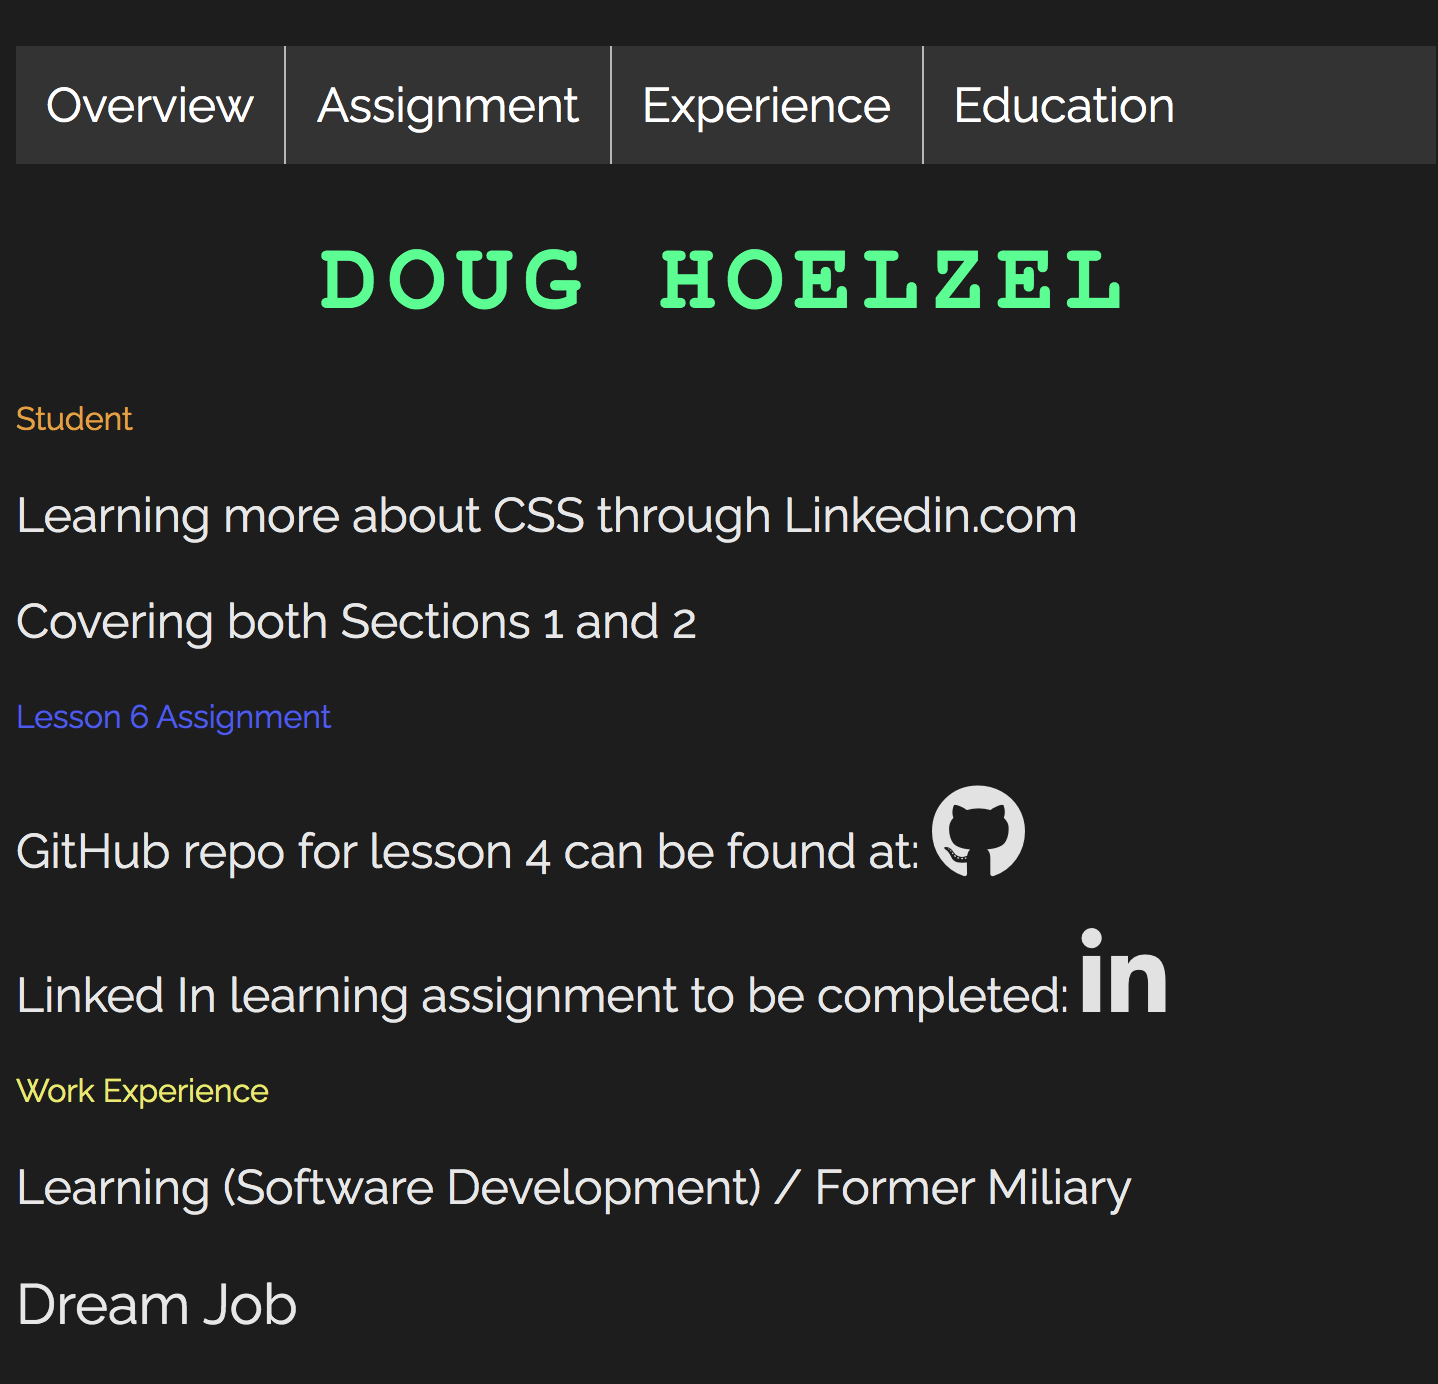 Overview Assignment Experience Education
DOUG HOELZEL
Student
Learning more about CSS through Linkedin.com
Covering both Sections 1 and 2
Lesson 6 Assignment
GitHub repo for lesson 4 can be found at:
Linked In learning assignment to be completed: in
Work Experience
Learning (Software Development) / Former Miliary
Dream Job